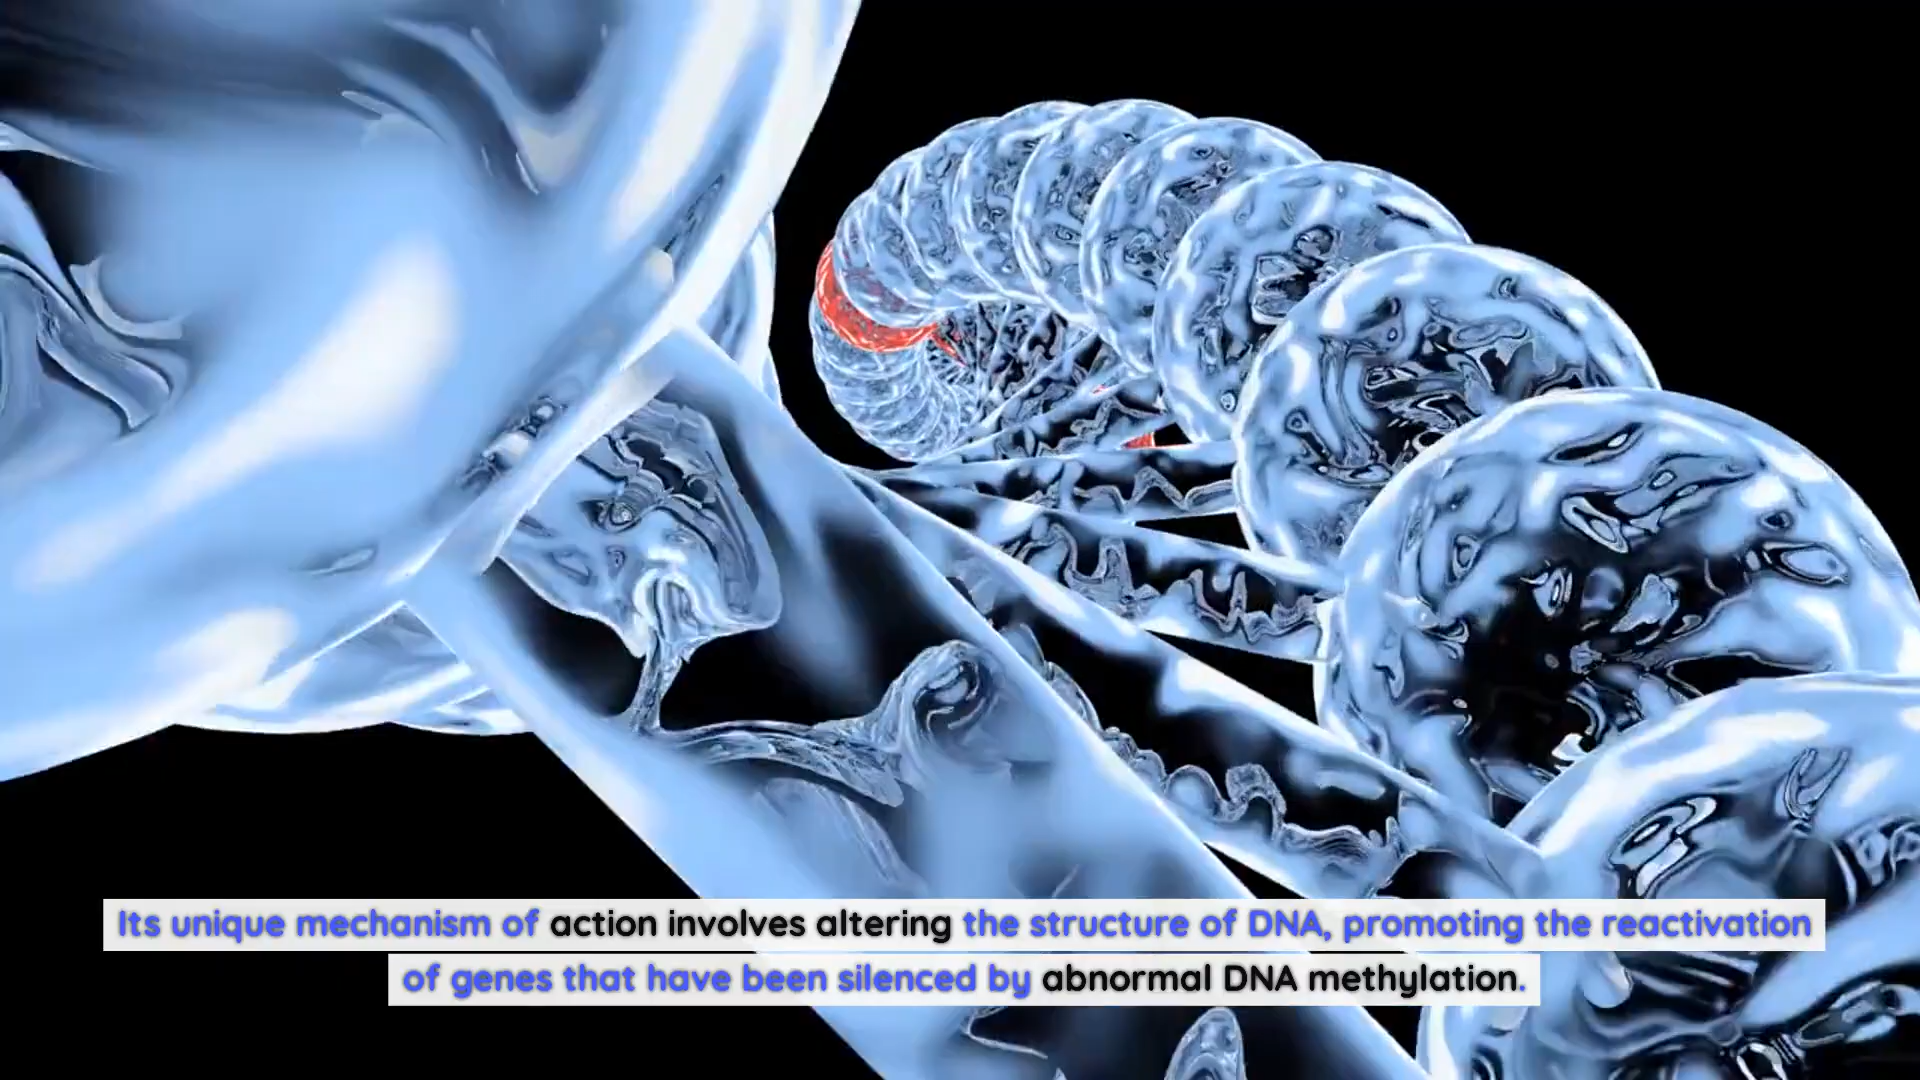 Its unique mechanism of action involves altering the structure of DNA, promoting the reactivation
of genes that have been silenced by abnormal DNA methylation.